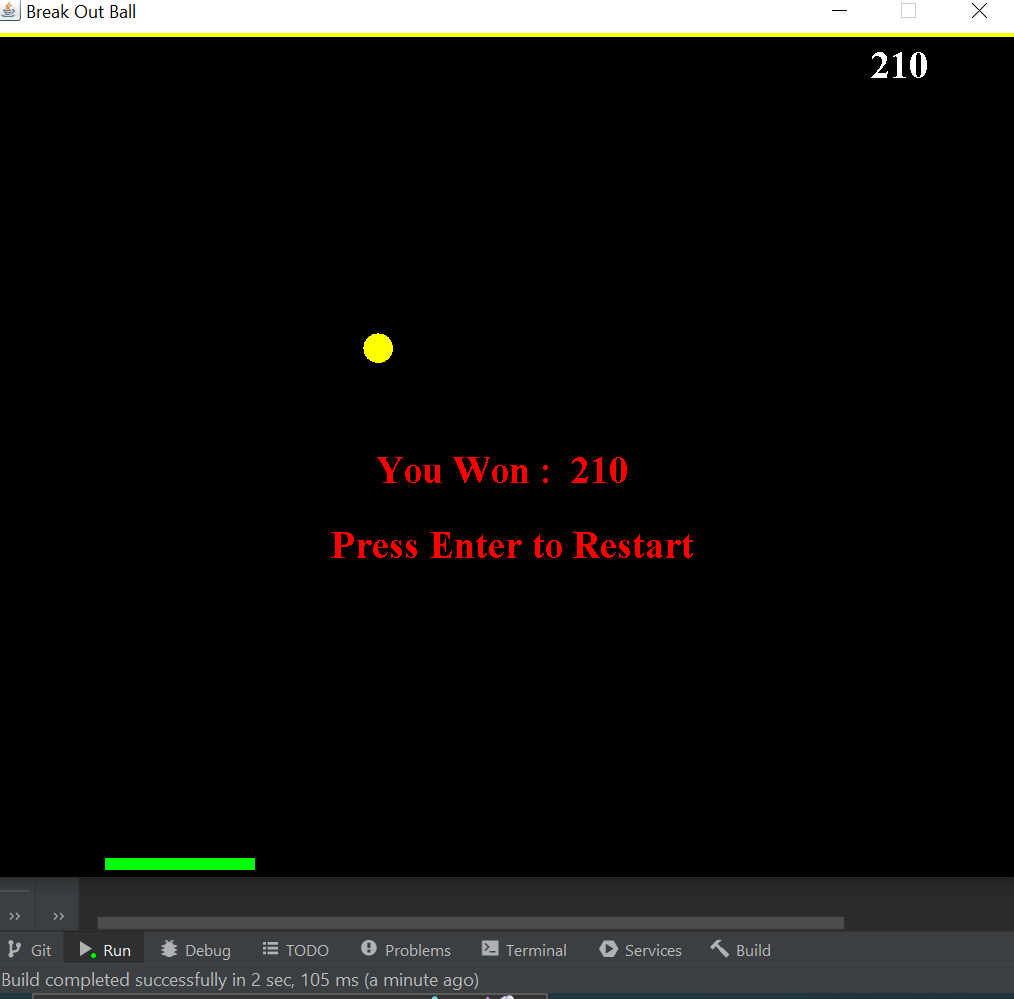 Break Out Ball
210
You Won : 210
Press Enter to Restart
>> >>
Git Run Debug TODO Problems Terminal Services Build
Build completed successfully in 2 sec, 105 ms (a minute ago)